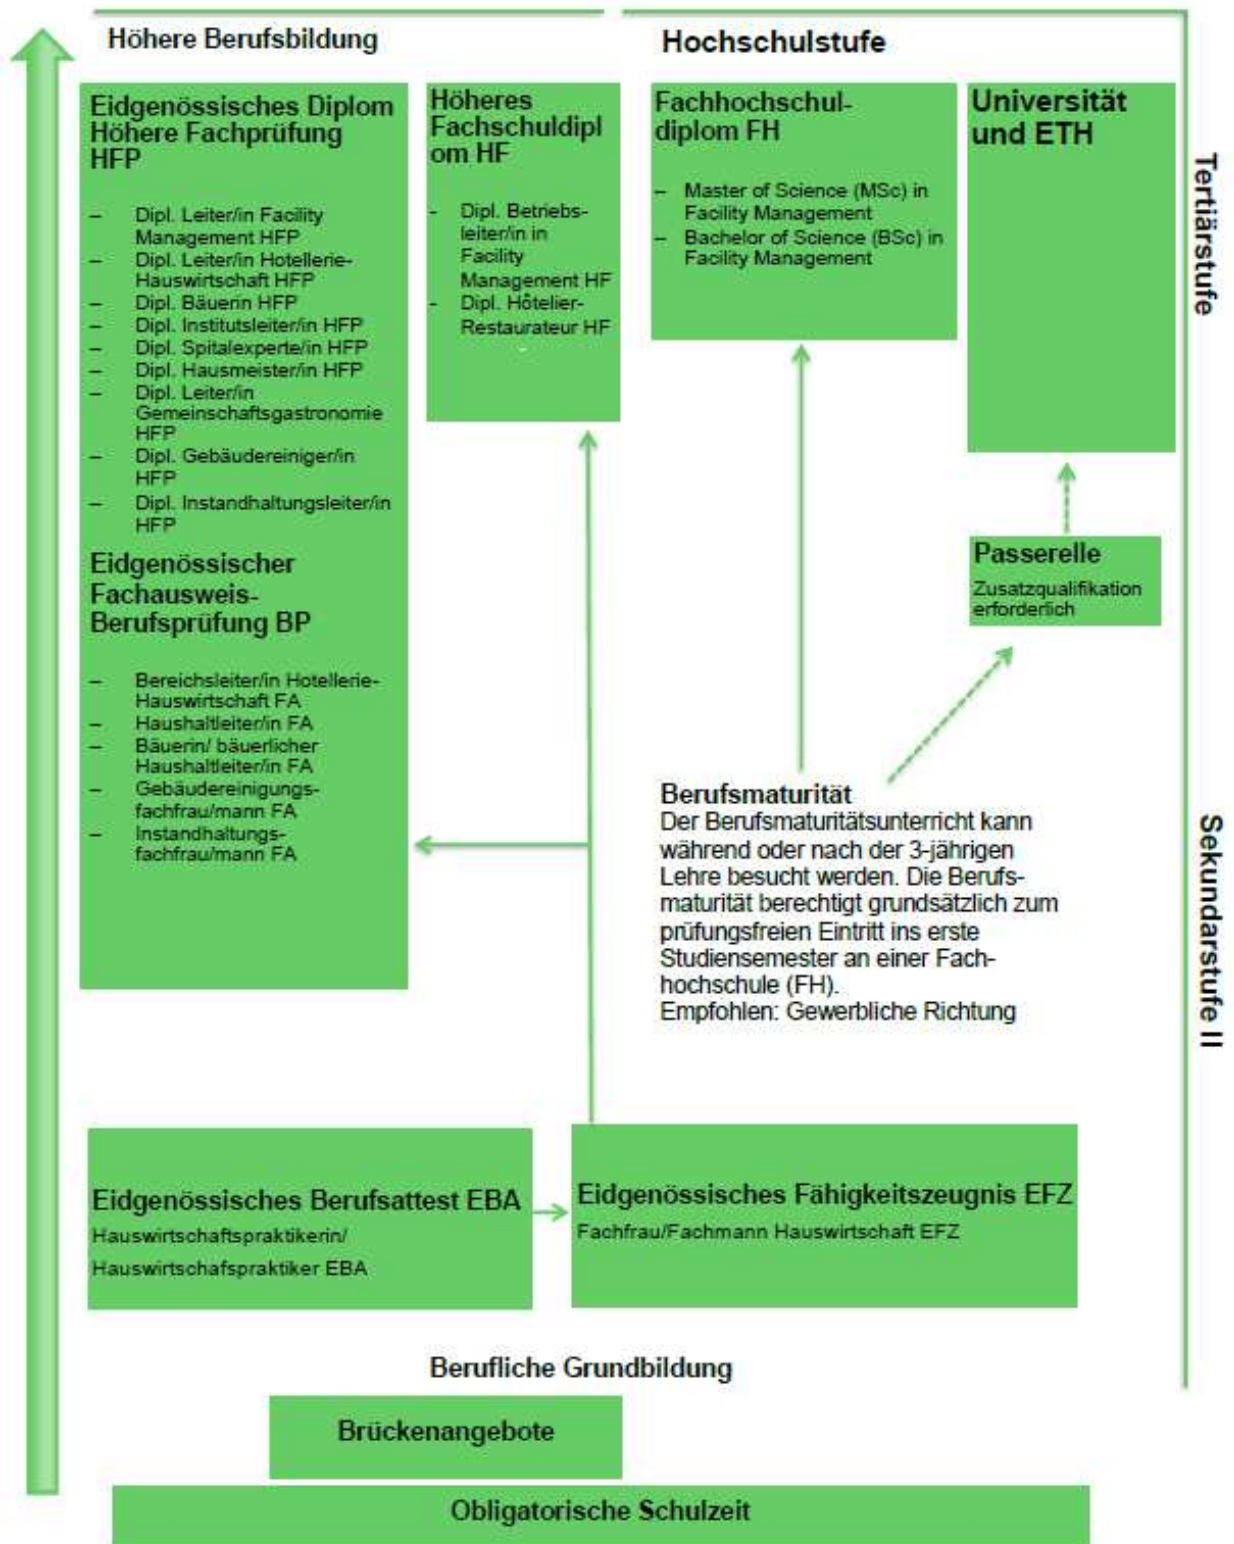 Höhere Berufsbildung
Hochschulstufe
Eidgenössisches Diplom
Höhere Fachprüfung
HFP
– Dipl. Leiter/in Facility
Management HFP
– Dipl. Leiter/in Hotellerie-
Hauswirtschaft HFP
– Dipl. Bäuerin HFP
– Dipl. Institutsleiter/in HFP
– Dipl. Spitalexperte/in HFP
– Dipl. Hausmeister/in HFP
– Dipl. Leiter/in
Gemeinschaftsgastronomie
HFP
– Dipl. Gebäudereiniger/in
HFP
– Dipl. Instandhaltungsleiter/in
HFP
Eidgenössischer
Fachausweis-
Berufsprüfung BP
– Bereichsleiter/in Hotellerie-
Hauswirtschaft FA
– Haushaltleiter/in FA
– Bäuerin/ bäuerlicher
Haushaltleiter/in FA
– Gebäudereinigungs-
fachfrau/mann FA
– Instandhaltungs-
fachfrau/mann FA
Höheres
Fachschuldipl
om HF
- Dipl. Betriebs-
leiter/in in
Facility
Management HF
- Dipl. Hôtelier-
Restaurateur HF
Fachhochschul-
diplom FH
– Master of Science (MSc) in
Facility Management
– Bachelor of Science (BSc) in
Facility Management
Universität
und ETH
Tertiärstufe
Passerelle
Zusatzqualifikation
erforderlich
Berufsmaturität
Der Berufsmaturitätsunterricht kann
während oder nach der 3-jährigen
Lehre besucht werden. Die Berufs-
maturität berechtigt grundsätzlich zum
prüfungsfreien Eintritt ins erste
Studiensemester an einer Fach-
hochschule (FH).
Empfohlen: Gewerbliche Richtung
Sekundarstufe II
Eidgenössisches Berufsattest EBA
Hauswirtschaftspraktikerin/
Hauswirtschafspraktiker EBA
Eidgenössisches Fähigkeitszeugnis EFZ
Fachfrau/Fachmann Hauswirtschaft EFZ
Berufliche Grundbildung
Brückenangebote
Obligatorische Schulzeit